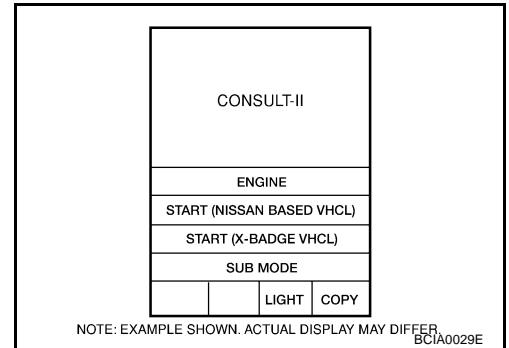 CONSULT-II
ENGINE
START (NISSAN BASED VHCL)
START (X-BADGE VHCL)
SUB MODE
LIGHT COPY
NOTE: EXAMPLE SHOWN. ACTUAL DISPLAY MAY DIFFER.
BCIA0029E